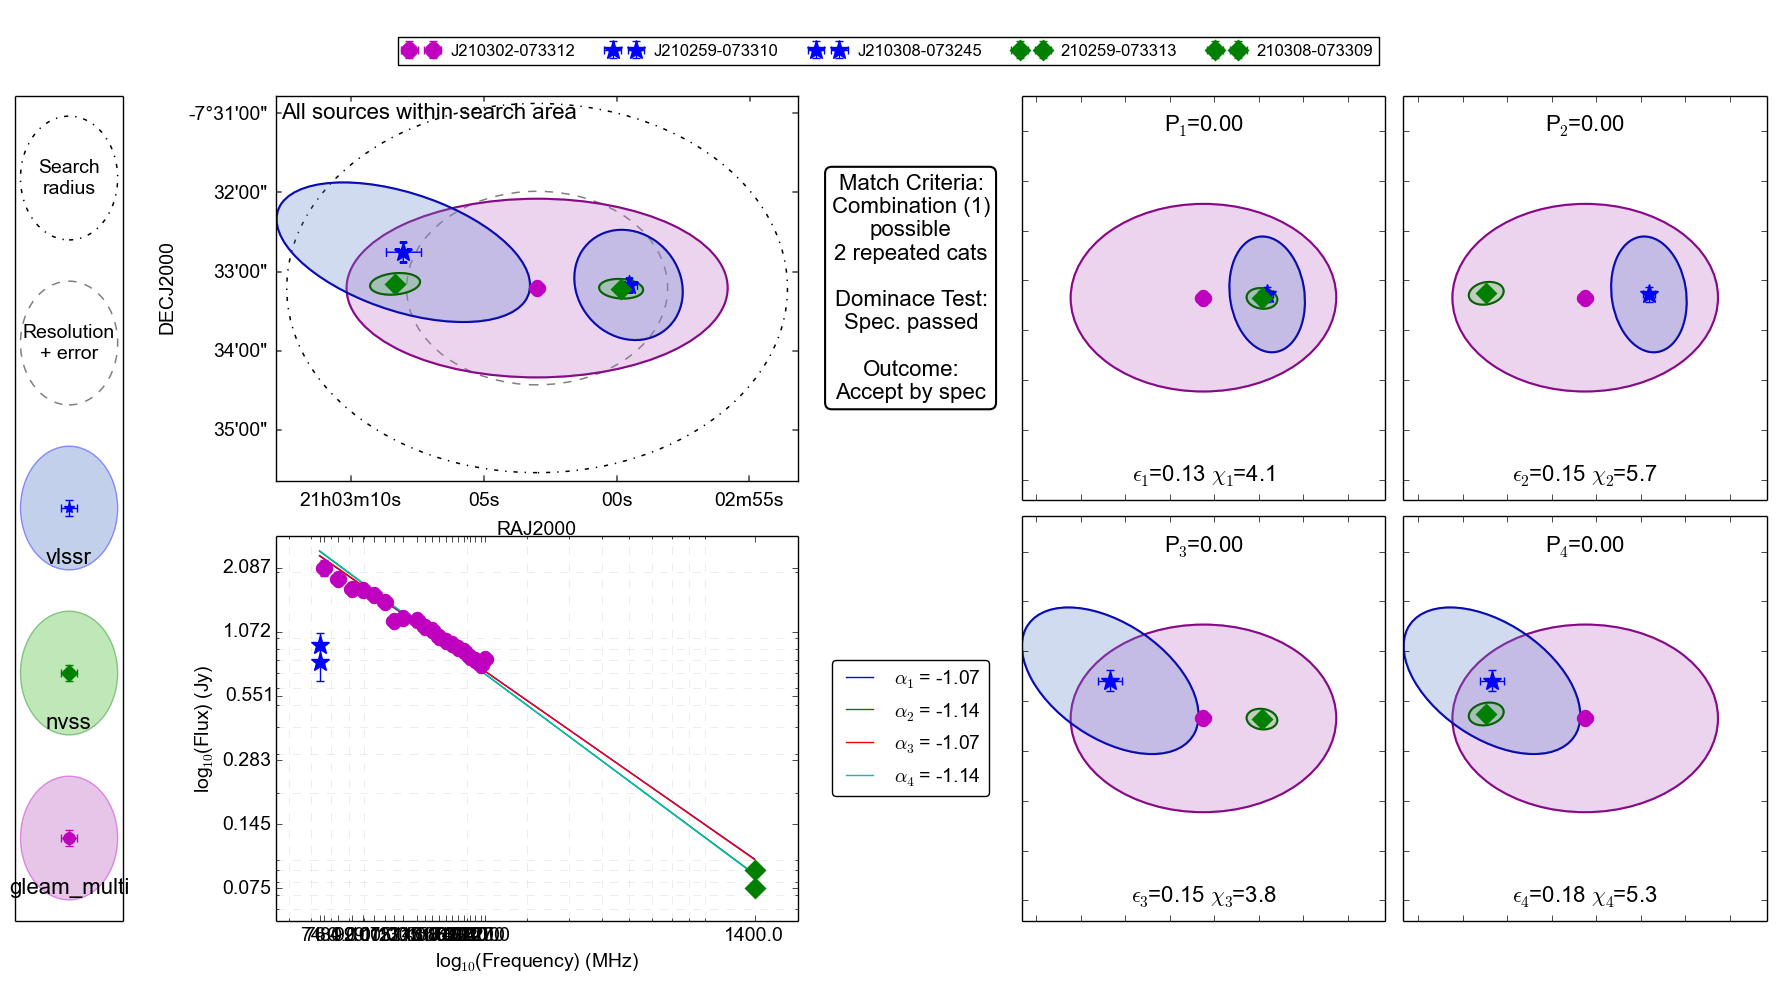 J210302-073312
J210259-073310
J210308-073245
210259-073313
210308-073309
Search
radius
Resolution
+ error
vlssr
nvss
gleam_multi
All sources within search area
DECJ2000
-7°31'00"
32'00"
33'00"
34'00"
35'00"
21h03m10s
05s
00s
02m55s
RAJ2000
Match Criteria:
Combination (1)
possible
2 repeated cats
Dominace Test:
Spec. passed
Outcome:
Accept by spec
P1=0.00
ϵ1=0.13 χ1=4.1
P2=0.00
ϵ2=0.15 χ2=5.7
P3=0.00
ϵ3=0.15 χ3=3.8
P4=0.00
ϵ4=0.18 χ4=5.3
log10(Flux) (Jy)
2.087
1.072
0.551
0.283
0.145
0.075
1400.0
log10(Frequency) (MHz)
α1 = -1.07
α2 = -1.14
α3 = -1.07
α4 = -1.14